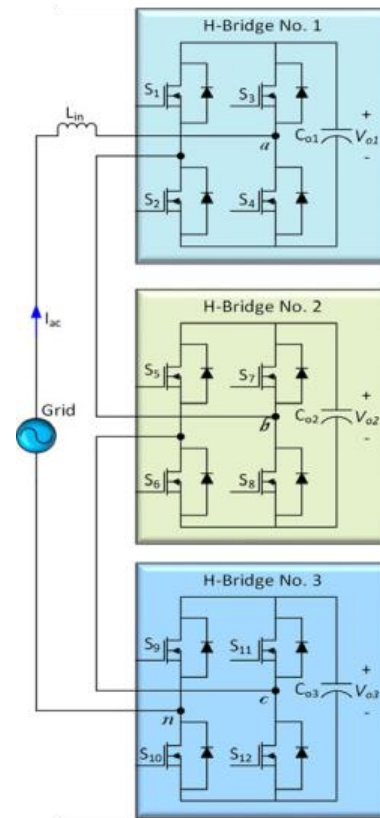 H-Bridge No. 1
S1
S3
Lin
a
Co1
+
Vo1
-
S2
S4
H-Bridge No. 2
Iac
S5
S7
Grid
b
Co2
+
Vo2
-
S6
S8
H-Bridge No. 3
S9
S11
+
c
Co3
Vo3
n
-
S10
S12